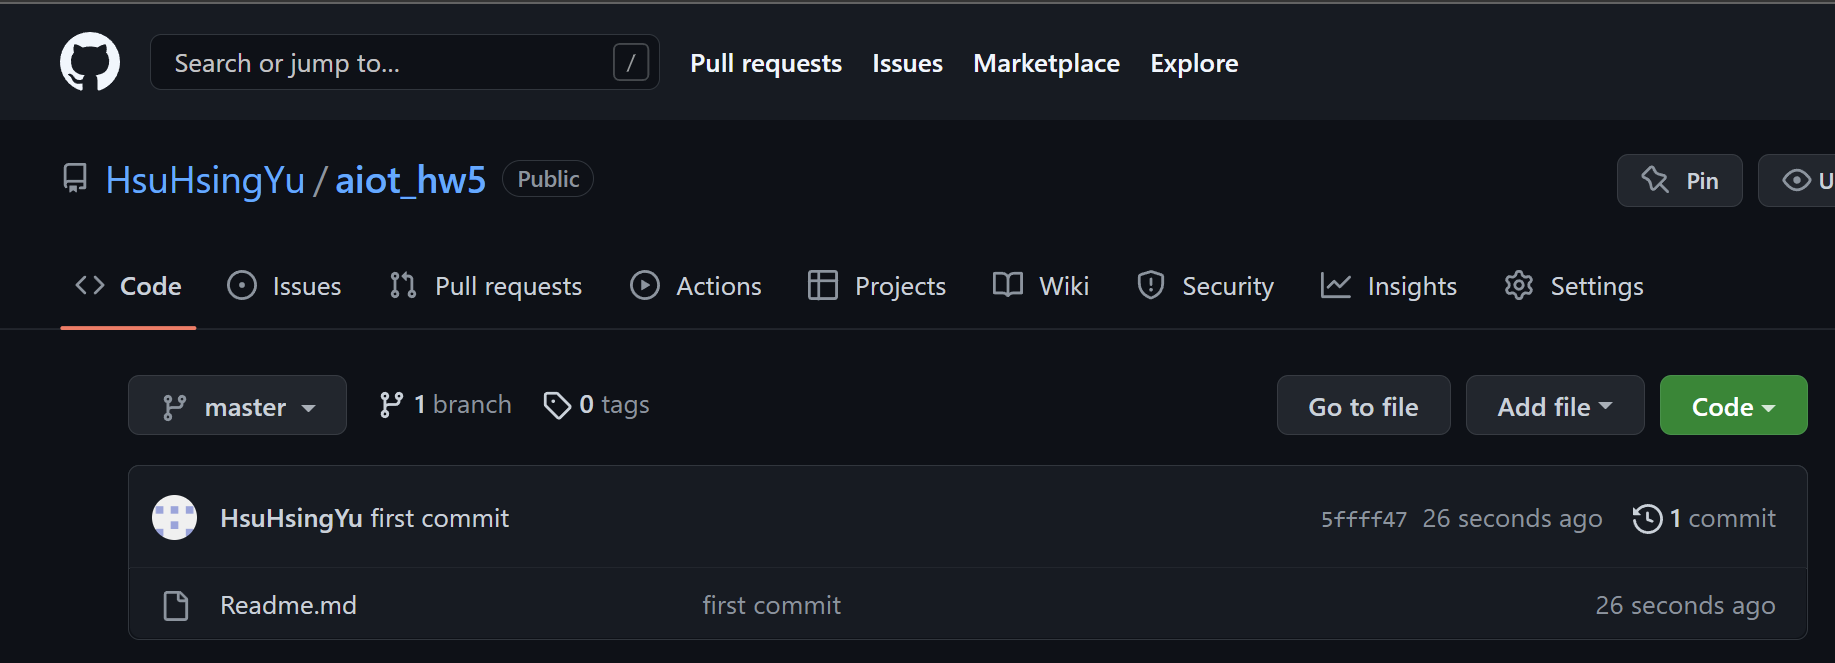 Search or jump to... / Pull requests Issues Marketplace Explore
HsuHsingYu / aiot_hw5 Public Pin U
Code Issues Pull requests Actions Projects Wiki Security Insights Settings
master 1 branch 0 tags Go to file Add file Code
HsuHsingYu first commit 5ffff47 26 seconds ago 1 commit
Readme.md first commit 26 seconds ago